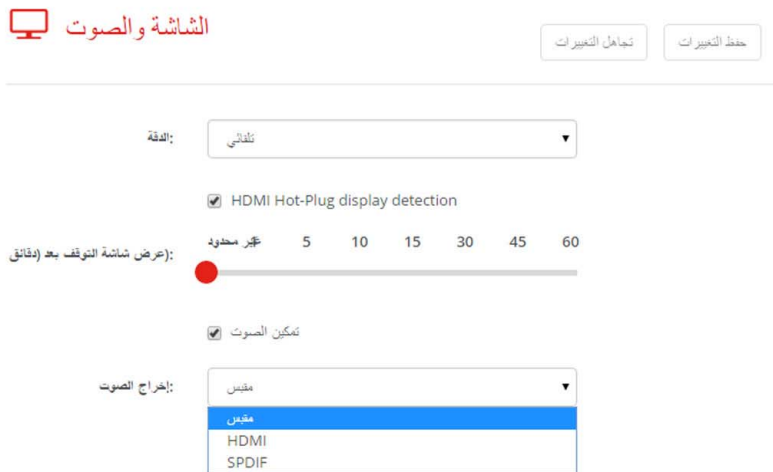 الشاشة والصوت
حفظ التغييرات
تجاهل التغييرات
الدقة:
تلقائي
HDMI Hot-Plug display detection
عرض شاشة التوقف بعد (دقائق):
غير محدود 5 10 15 30 45 60
تمكين الصوت
إخراج الصوت:
مقبس
مقبس
HDMI
SPDIF